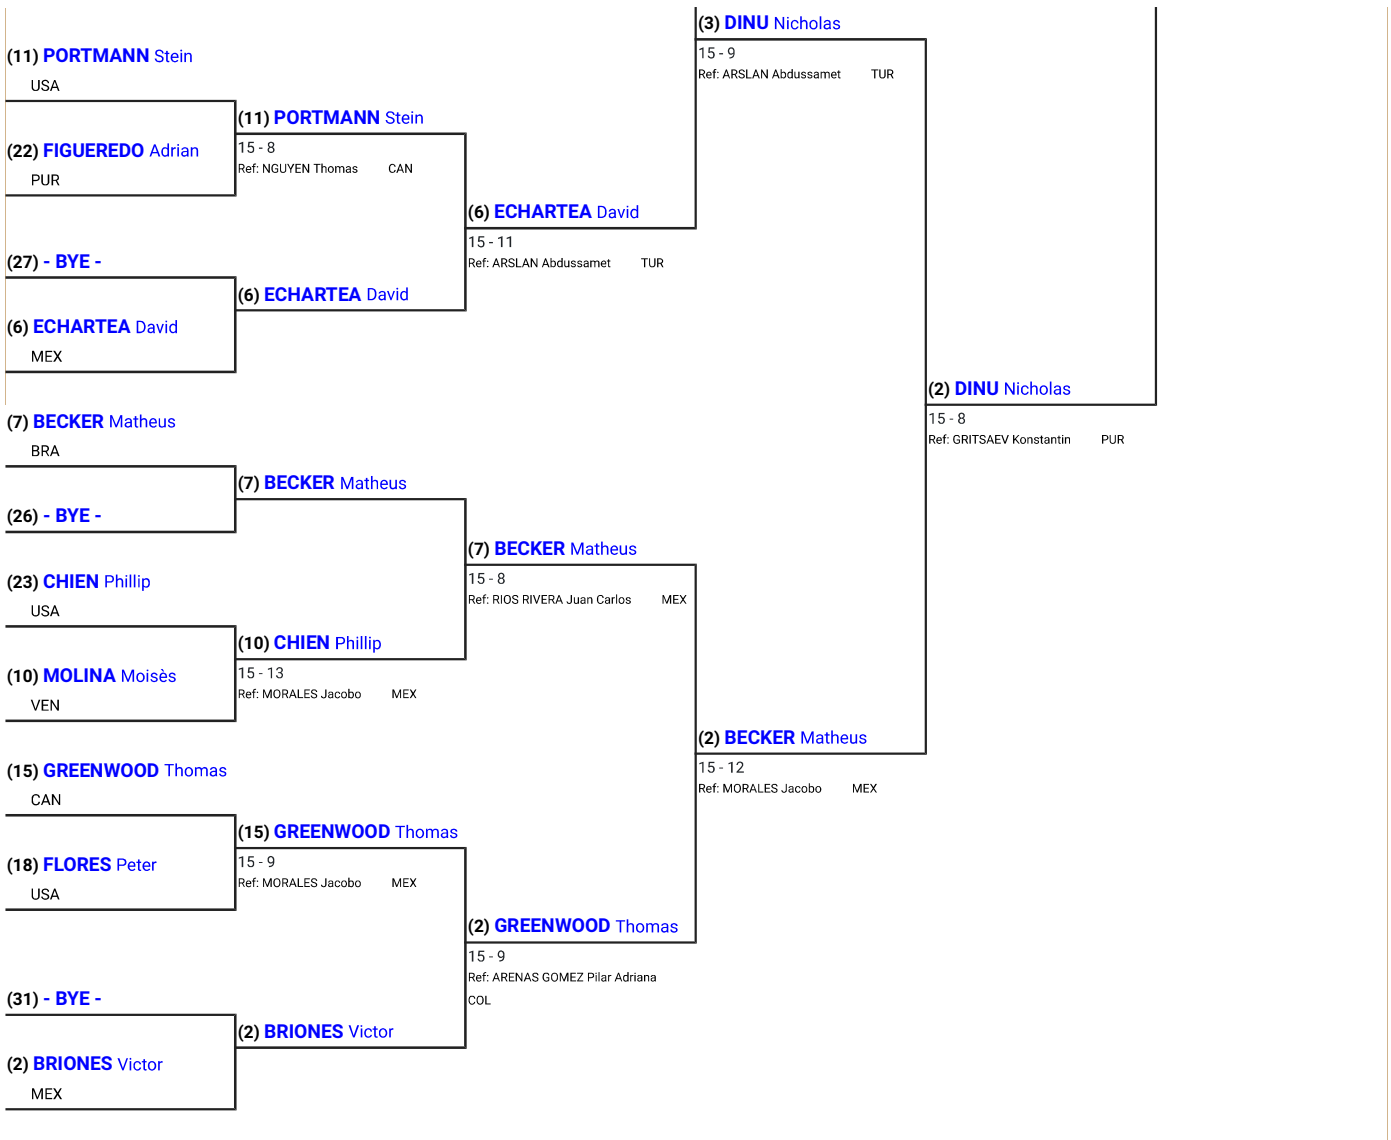 (3) DINU Nicholas
15 - 9
Ref: ARSLAN Abdussamet TUR
(11) PORTMANN Stein
USA
(11) PORTMANN Stein
15 - 8
Ref: NGUYEN Thomas CAN
(22) FIGUEREDO Adrian
PUR
(6) ECHARTEA David
15 - 11
Ref: ARSLAN Abdussamet TUR
(27) - BYE -
(6) ECHARTEA David
(6) ECHARTEA David
MEX
(2) DINU Nicholas
15 - 8
Ref: GRITSAEV Konstantin PUR
(7) BECKER Matheus
BRA
(7) BECKER Matheus
(26) - BYE -
(7) BECKER Matheus
15 - 8
Ref: RIOS RIVERA Juan Carlos MEX
(23) CHIEN Phillip
USA
(10) CHIEN Phillip
15 - 13
Ref: MORALES Jacobo MEX
(10) MOLINA Moisès
VEN
(2) BECKER Matheus
15 - 12
Ref: MORALES Jacobo MEX
(15) GREENWOOD Thomas
CAN
(15) GREENWOOD Thomas
15 - 9
Ref: MORALES Jacobo MEX
(18) FLORES Peter
USA
(2) GREENWOOD Thomas
15 - 9
Ref: ARENAS GOMEZ Pilar Adriana
COL
(31) - BYE -
(2) BRIONES Victor
(2) BRIONES Victor
MEX